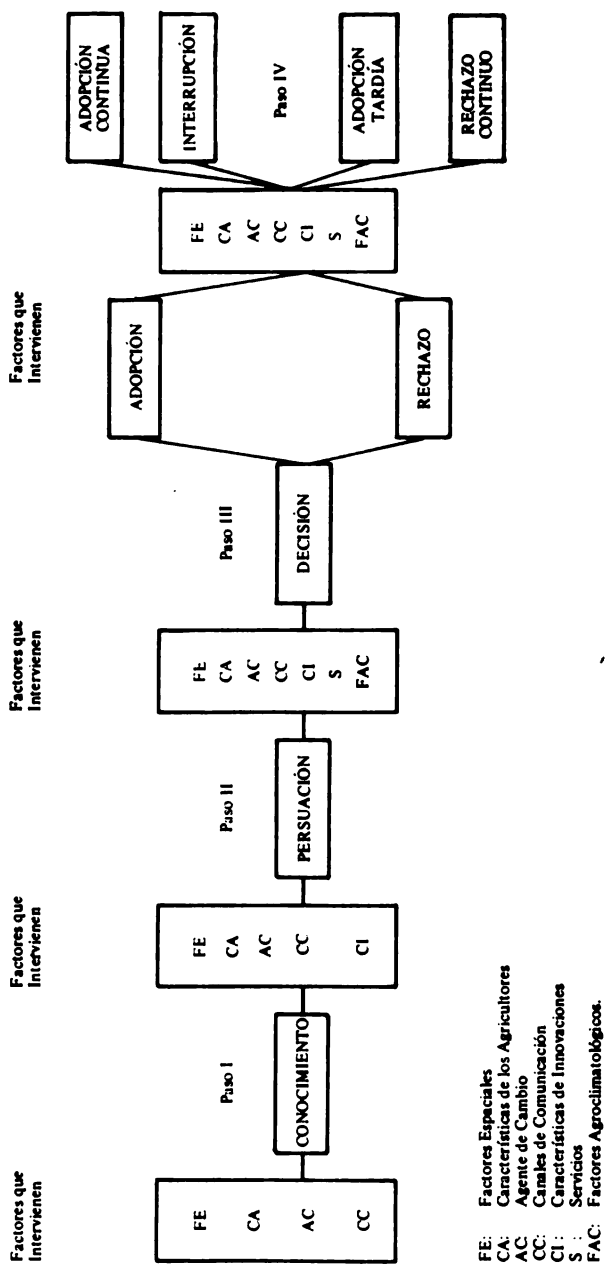 Factores que
Intervienen
FE
CA
AC
CC
Paso I
CONOCIMIENTO
Factores que
Intervienen
FE
CA
AC
CC
CI
Paso II
PERSUACIÓN
Factores que
Intervienen
FE
CA
AC
CC
CI
S
FAC
Paso III
DECISIÓN
ADOPCIÓN
RECHAZO
Factores que
Intervienen
FE
CA
AC
CC
CI
S
FAC
ADOPCIÓN
CONTINUA
INTERRUPCIÓN
Paso IV
ADOPCIÓN
TARDÍA
RECHAZO
CONTINUO
FE: Factores Espaciales
CA: Características de los Agricultores
AC: Agente de Cambio
CC: Canales de Comunicación
CI: Características de Innovaciones
S : Servicios
FAC: Factores Agroclimatológicos.